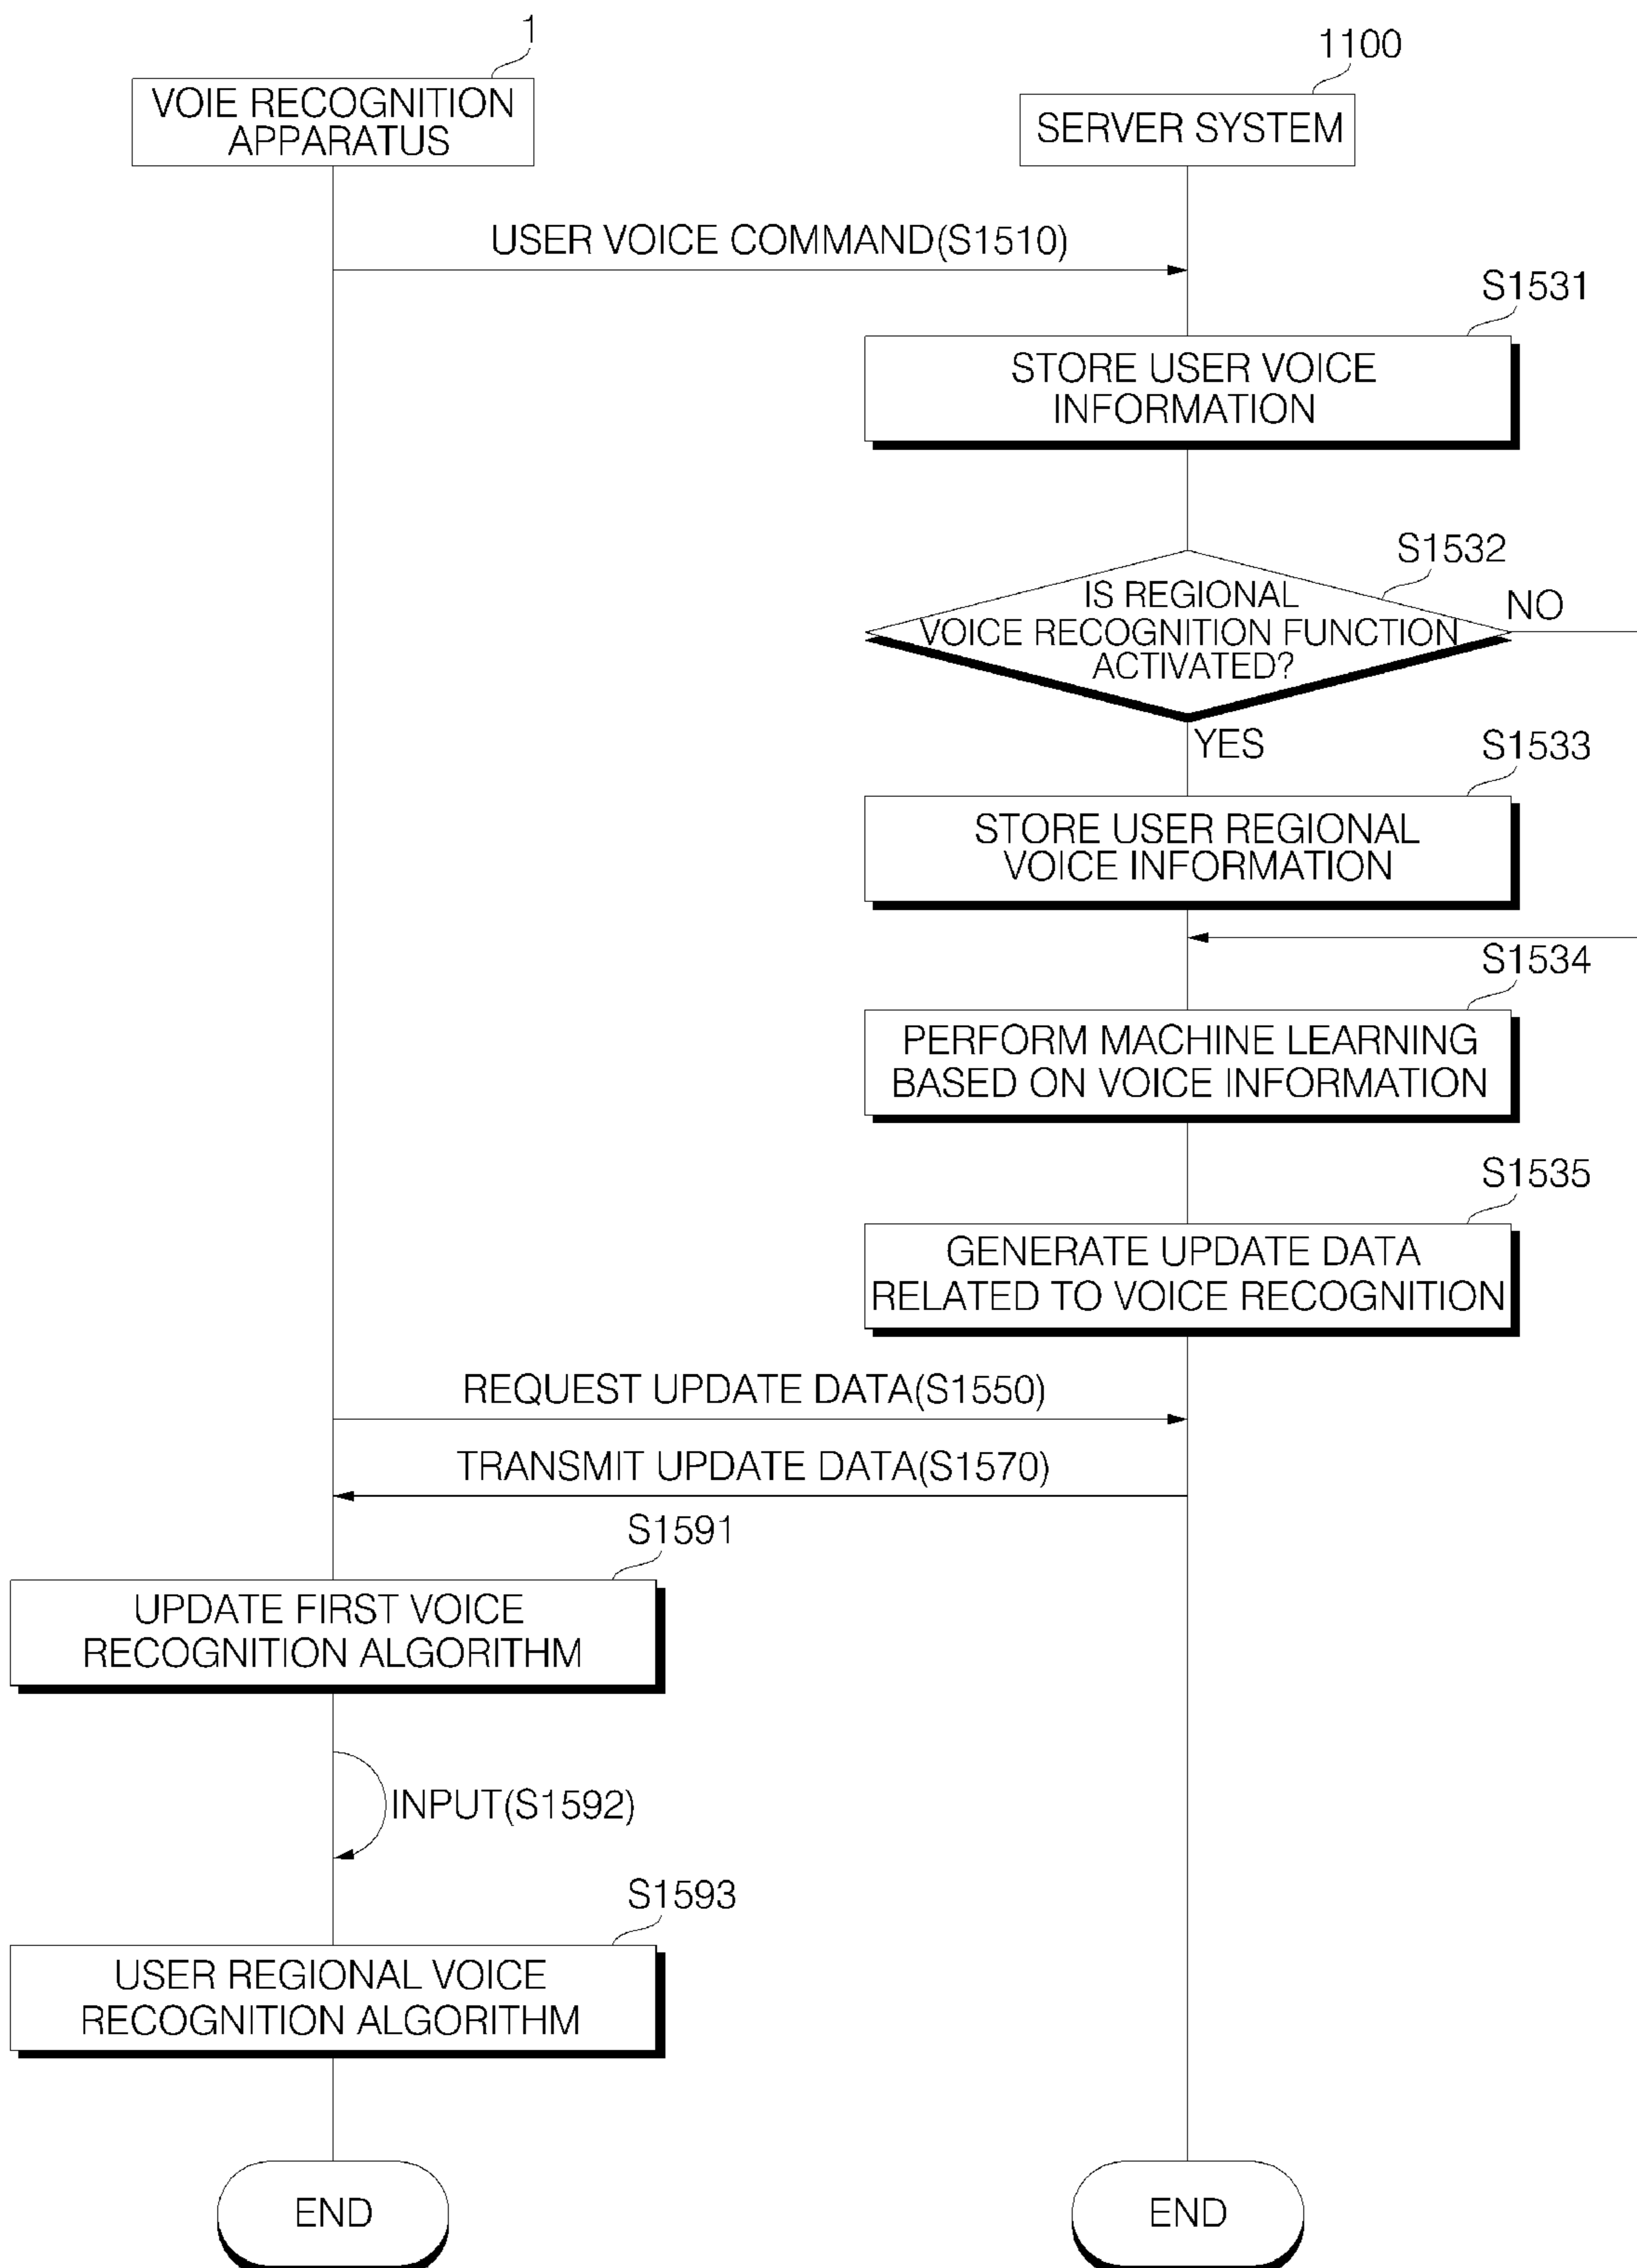 1
1100
VOIE RECOGNITION
APPARATUS
SERVER SYSTEM
USER VOICE COMMAND(S1510)
S1531
STORE USER VOICE
INFORMATION
S1532
IS REGIONAL
VOICE RECOGNITION FUNCTION
ACTIVATED?
NO
YES
S1533
STORE USER REGIONAL
VOICE INFORMATION
S1534
PERFORM MACHINE LEARNING
BASED ON VOICE INFORMATION
S1535
GENERATE UPDATE DATA
RELATED TO VOICE RECOGNITION
REQUEST UPDATE DATA(S1550)
TRANSMIT UPDATE DATA(S1570)
S1591
UPDATE FIRST VOICE
RECOGNITION ALGORITHM
INPUT(S1592)
S1593
USER REGIONAL VOICE
RECOGNITION ALGORITHM
END
END